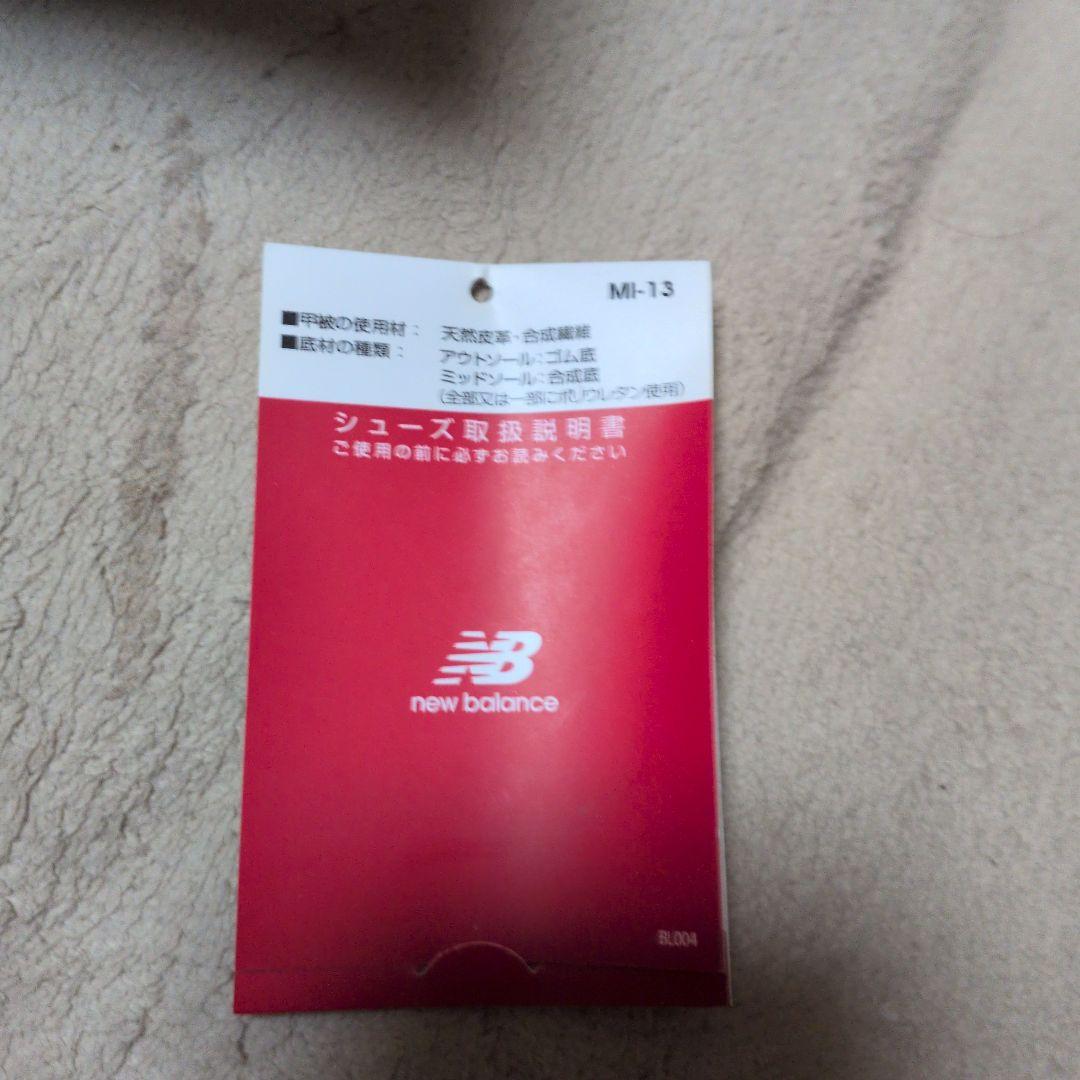 MI-13
■甲被の使用材： 天然皮革・合成繊維
■底材の種類： アウトソール：ゴム底
ミッドソール：合成底
（全部又は一部にポリウレタン使用）
シューズ取扱説明書
ご使用の前に必ずお読みください
NB
new balance
BL004